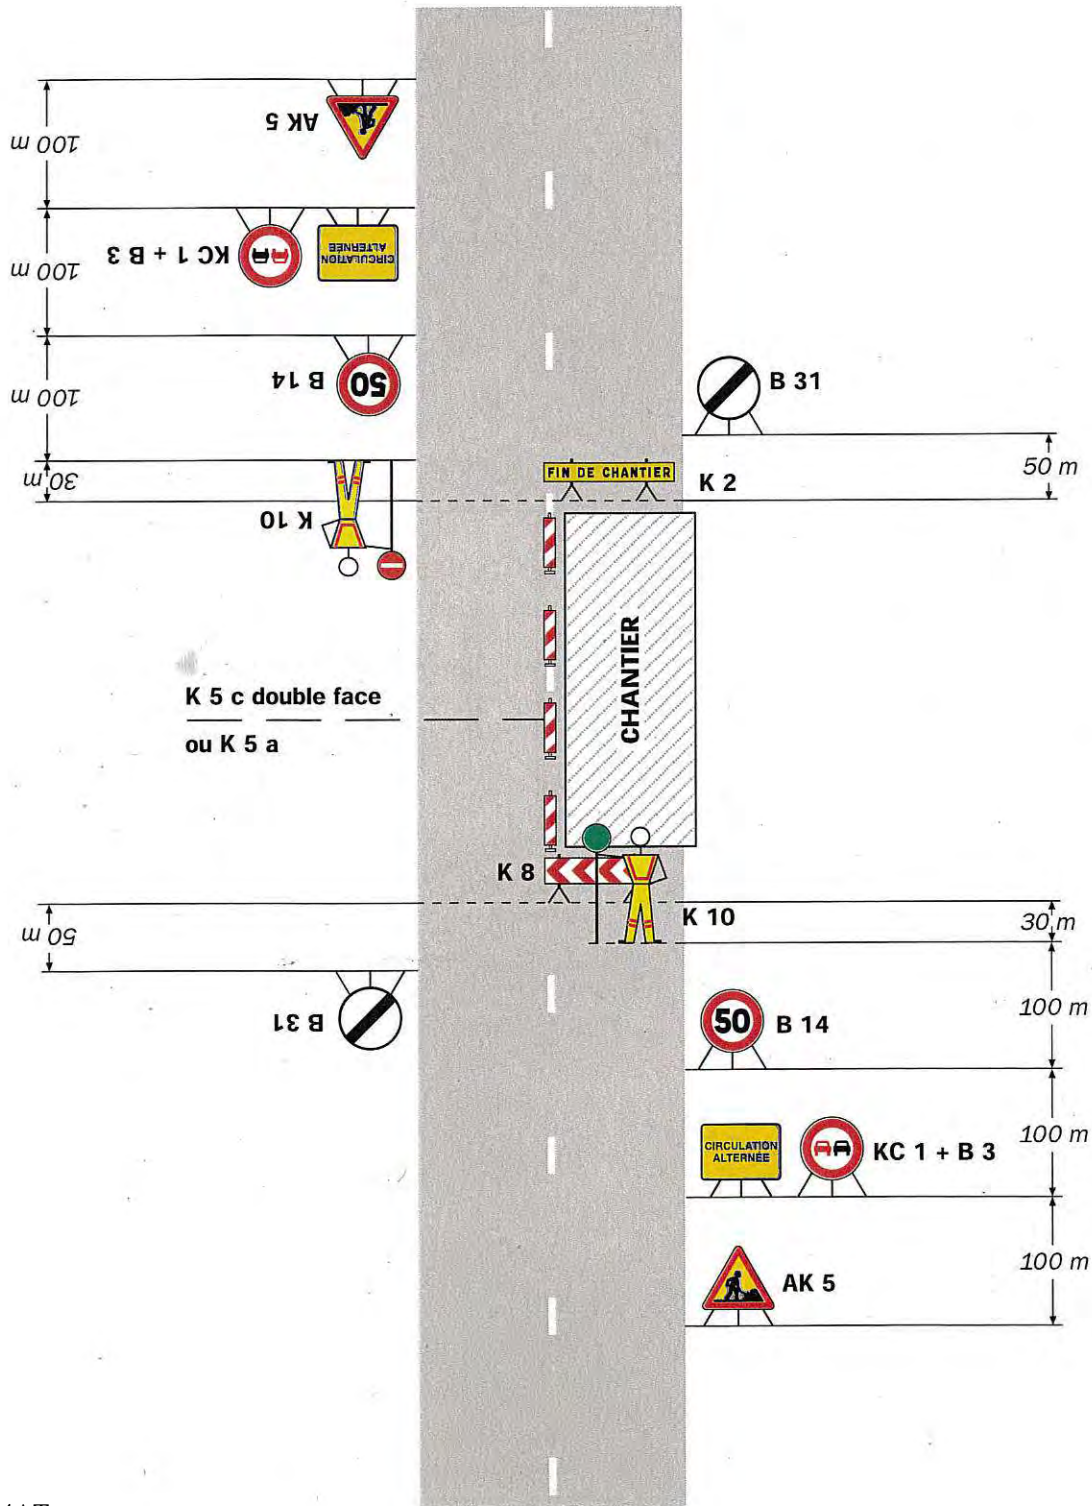 AK 5
100 m
KC 1 + B 3
CIRCULATION
ALTERNÉE
100 m
B 14
50
100 m
B 31
50 m
30 m
K 10
FIN DE CHANTIER
K 2
CHANTIER
K 5 c double face
ou K 5 a
K 8
K 10
30 m
50 m
B 31
50
B 14
100 m
CIRCULATION
ALTERNÉE
KC 1 + B 3
100 m
AK 5
100 m